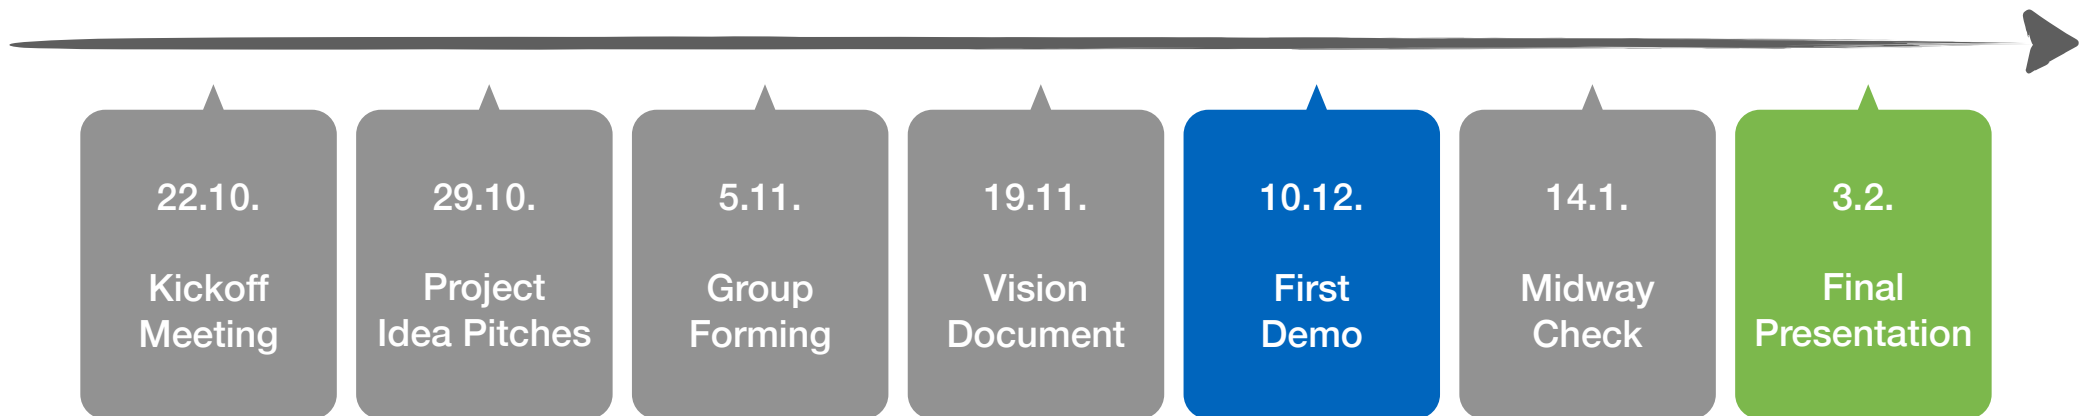 22.10.
Kickoff
Meeting
29.10.
Project
Idea Pitches
5.11.
Group
Forming
19.11.
Vision
Document
10.12.
First
Demo
14.1.
Midway
Check
3.2.
Final
Presentation